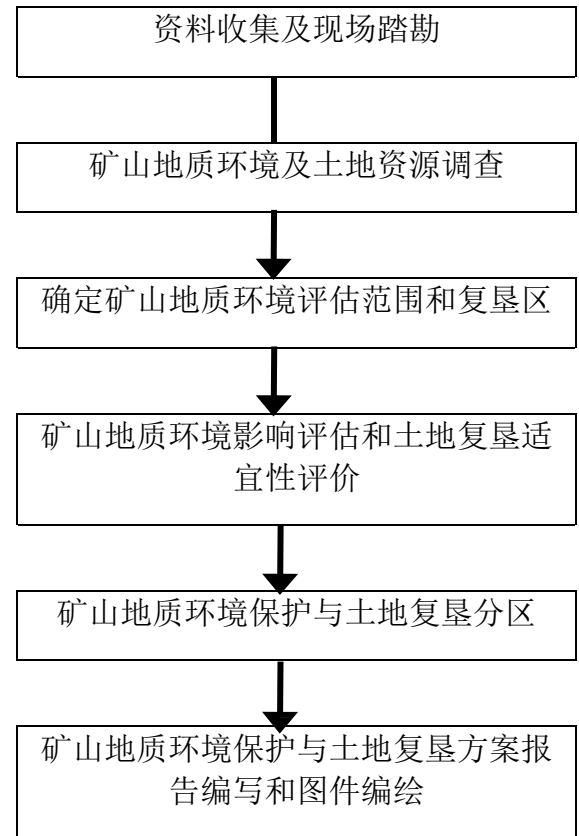 资料收集及现场踏勘
矿山地质环境及土地资源调查
确定矿山地质环境评估范围和复垦区
矿山地质环境影响评估和土地复垦适
宜性评价
矿山地质环境保护与土地复垦分区
矿山地质环境保护与土地复垦方案报
告编写和图件编绘